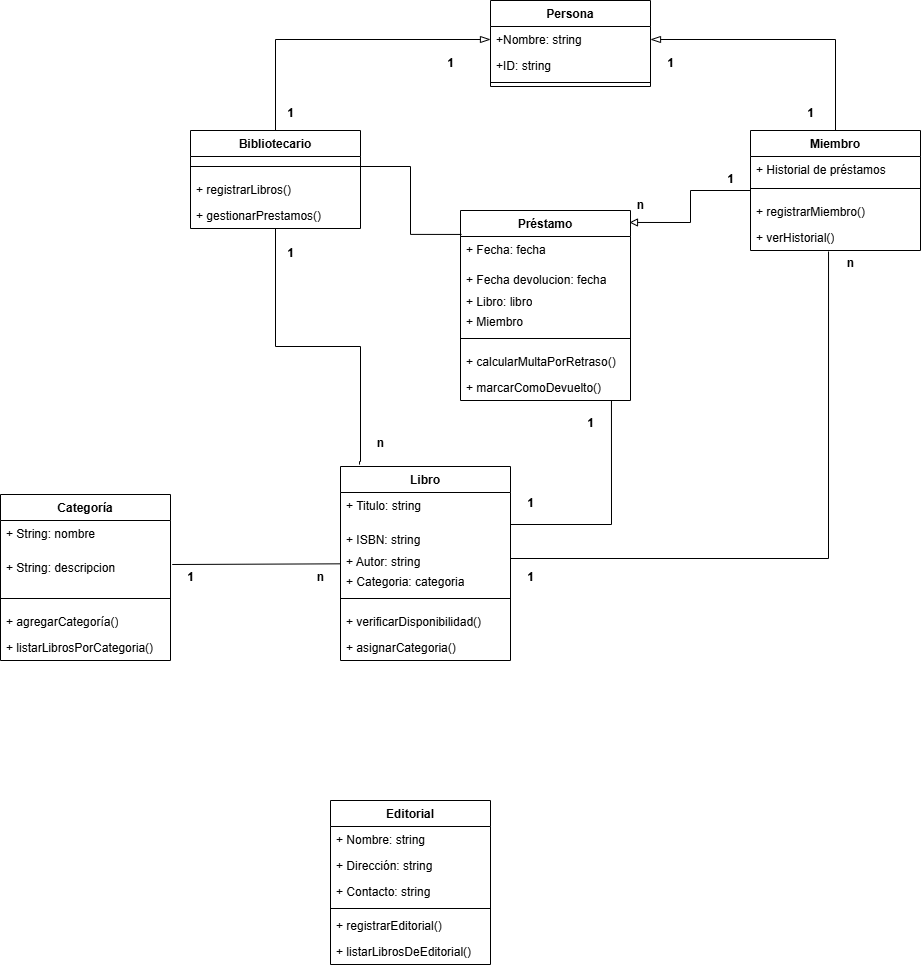 Persona
+Nombre: string
+ID: string
1
1
1
1
Bibliotecario
+ registrarLibros()
+ gestionarPrestamos()
1
Miembro
+ Historial de préstamos
+ registrarMiembro()
+ verHistorial()
1
n
n
Préstamo
+ Fecha: fecha
+ Fecha devolucion: fecha
+ Libro: libro
+ Miembro
+ calcularMultaPorRetraso()
+ marcarComoDevuelto()
1
n
1
1
Libro
+ Titulo: string
+ ISBN: string
+ Autor: string
+ Categoria: categoria
+ verificarDisponibilidad()
+ asignarCategoria()
Categoría
+ String: nombre
+ String: descripcion
+ agregarCategoría()
+ listarLibrosPorCategoria()
1
n
Editorial
+ Nombre: string
+ Dirección: string
+ Contacto: string
+ registrarEditorial()
+ listarLibrosDeEditorial()